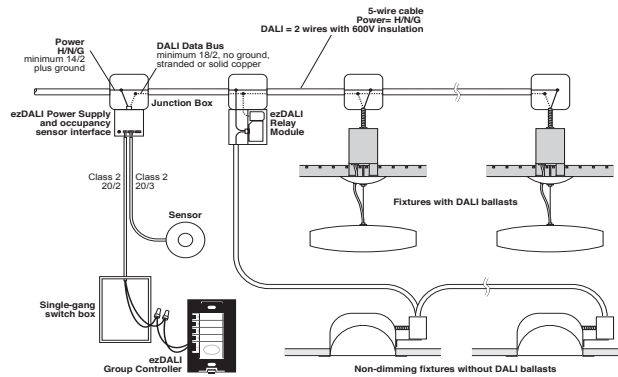 5-wire cable
Power= H/N/G
DALI = 2 wires with 600V insulation
Power
H/N/G
minimum 14/2
plus ground
DALI Data Bus
minimum 18/2, no ground,
stranded or solid copper
Junction Box
ezDALI Power Supply
and occupancy
sensor interface
ezDALI
Relay
Module
Class 2
20/2
Class 2
20/3
Fixtures with DALI ballasts
Sensor
Single-gang
switch box
ezDALI
Group Controller
Non-dimming fixtures without DALI ballasts